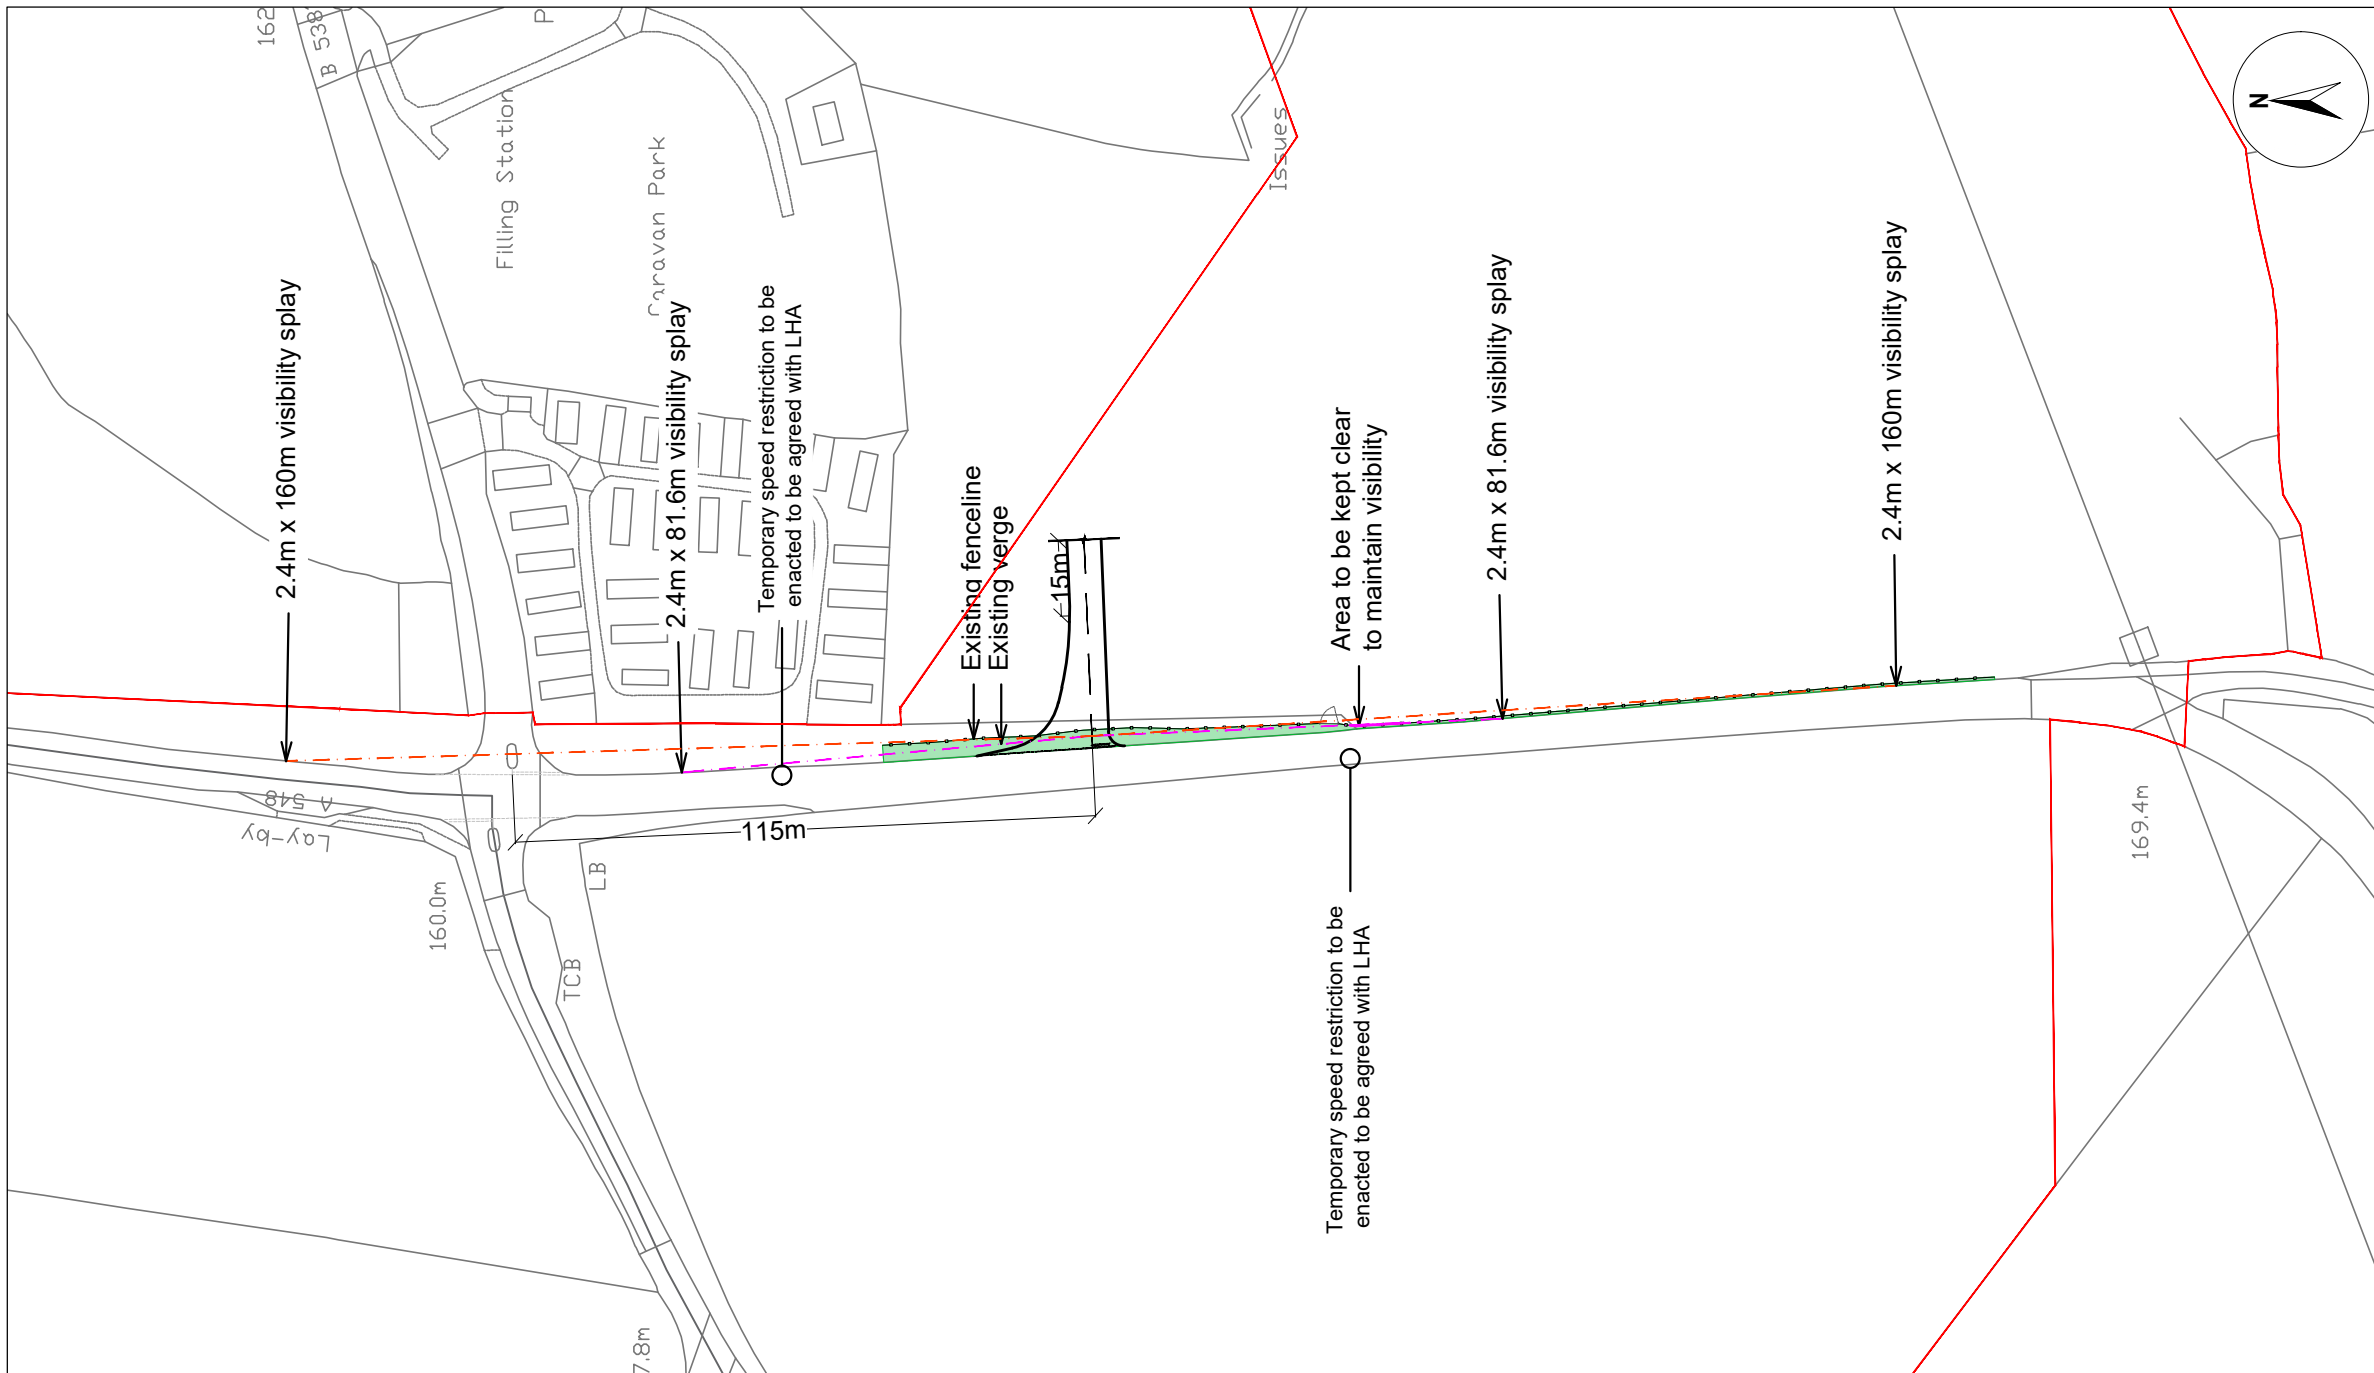 162
B 538
P
Filling Station
Caravan Park
Issues
N
2.4m x 160m visibility splay
2.4m x 81.6m visibility splay
Temporary speed restriction to be
enacted to be agreed with LHA
Existing fenceline
Existing verge
15m
Area to be kept clear
to maintain visibility
2.4m x 81.6m visibility splay
2.4m x 160m visibility splay
A 548
Lay-by
115m
160.0m
LB
TCB
Temporary speed restriction to be
enacted to be agreed with LHA
169.4m
7.8m